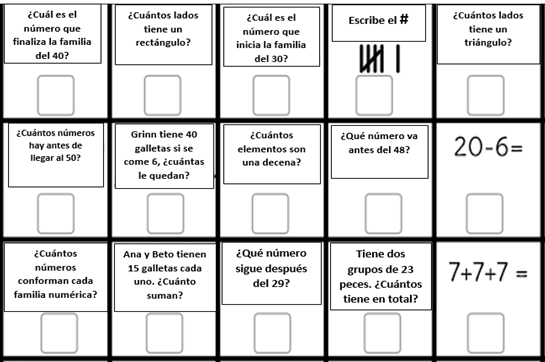 ¿Cuál es el
número que
finaliza la familia
del 40?
¿Cuántos lados
tiene un
rectángulo?
¿Cuál es el
número que
inicia la familia
del 30?
Escribe el #
¿Cuántos lados
tiene un
triángulo?
¿Cuántos números
hay antes de
llegar al 50?
Grinn tiene 40
galletas si se
come 6, ¿cuántas
le quedan?
¿Cuántos
elementos son
una decena?
¿Qué número va
antes del 48?
20-6=
¿Cuántos
números
conforman cada
familia numérica?
Ana y Beto tienen
15 galletas cada
uno. ¿Cuánto
suman?
¿Qué número
sigue después
del 29?
Tiene dos
grupos de 23
peces. ¿Cuántos
tiene en total?
7+7+7 =